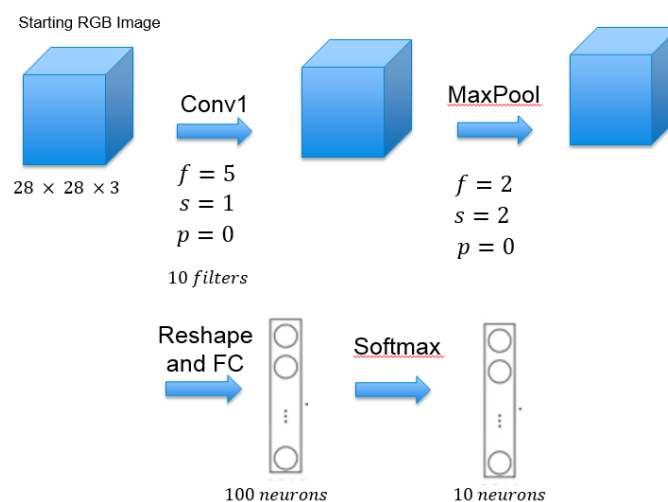 Starting RGB Image
28 × 28 × 3
Conv1
f = 5
s = 1
p = 0
10 filters
MaxPool
f = 2
s = 2
p = 0
Reshape
and FC
100 neurons
Softmax
10 neurons